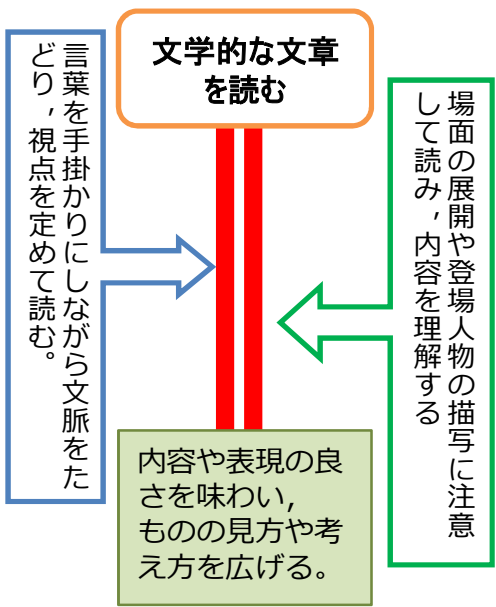 文学的な文章
を読む
場面の展開や登場人物の描写に注意
して読み,内容を理解する
言葉を手掛かりにしながら文脈をた
どり,視点を定めて読む。
内容や表現の良
さを味わい,
ものの見方や考
え方を広げる。